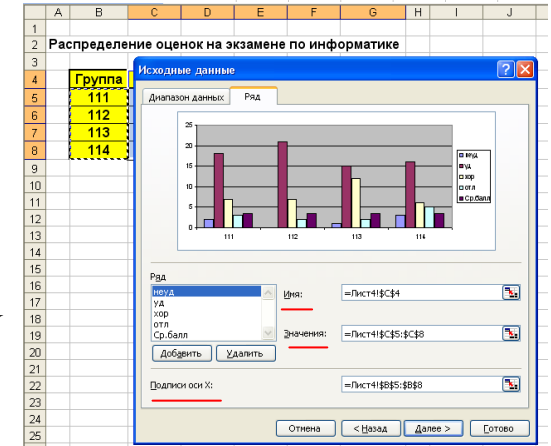 A B C D E F G H I J
1
2 Распределение оценок на экзамене по информатике
3
4 Группа
5 111
6 112
7 113
8 114
9
10
11
12
13
14
15
16
17
18
19
20
21
22
23
24
25
Исходные данные
Диапазон данных Ряд
25
20
15
10
5
0
111 112 113 114
неуд
уд
хор
отл
Ср.балл
Ряд
неуд
уд
хор
отл
Ср.балл
Имя: =Лист4!$C$4
Значения: =Лист4!$C$5:$C$8
Добавить Удалить
Подписи оси X: =Лист4!$B$5:$B$8
Отмена < Назад Далее > Готово